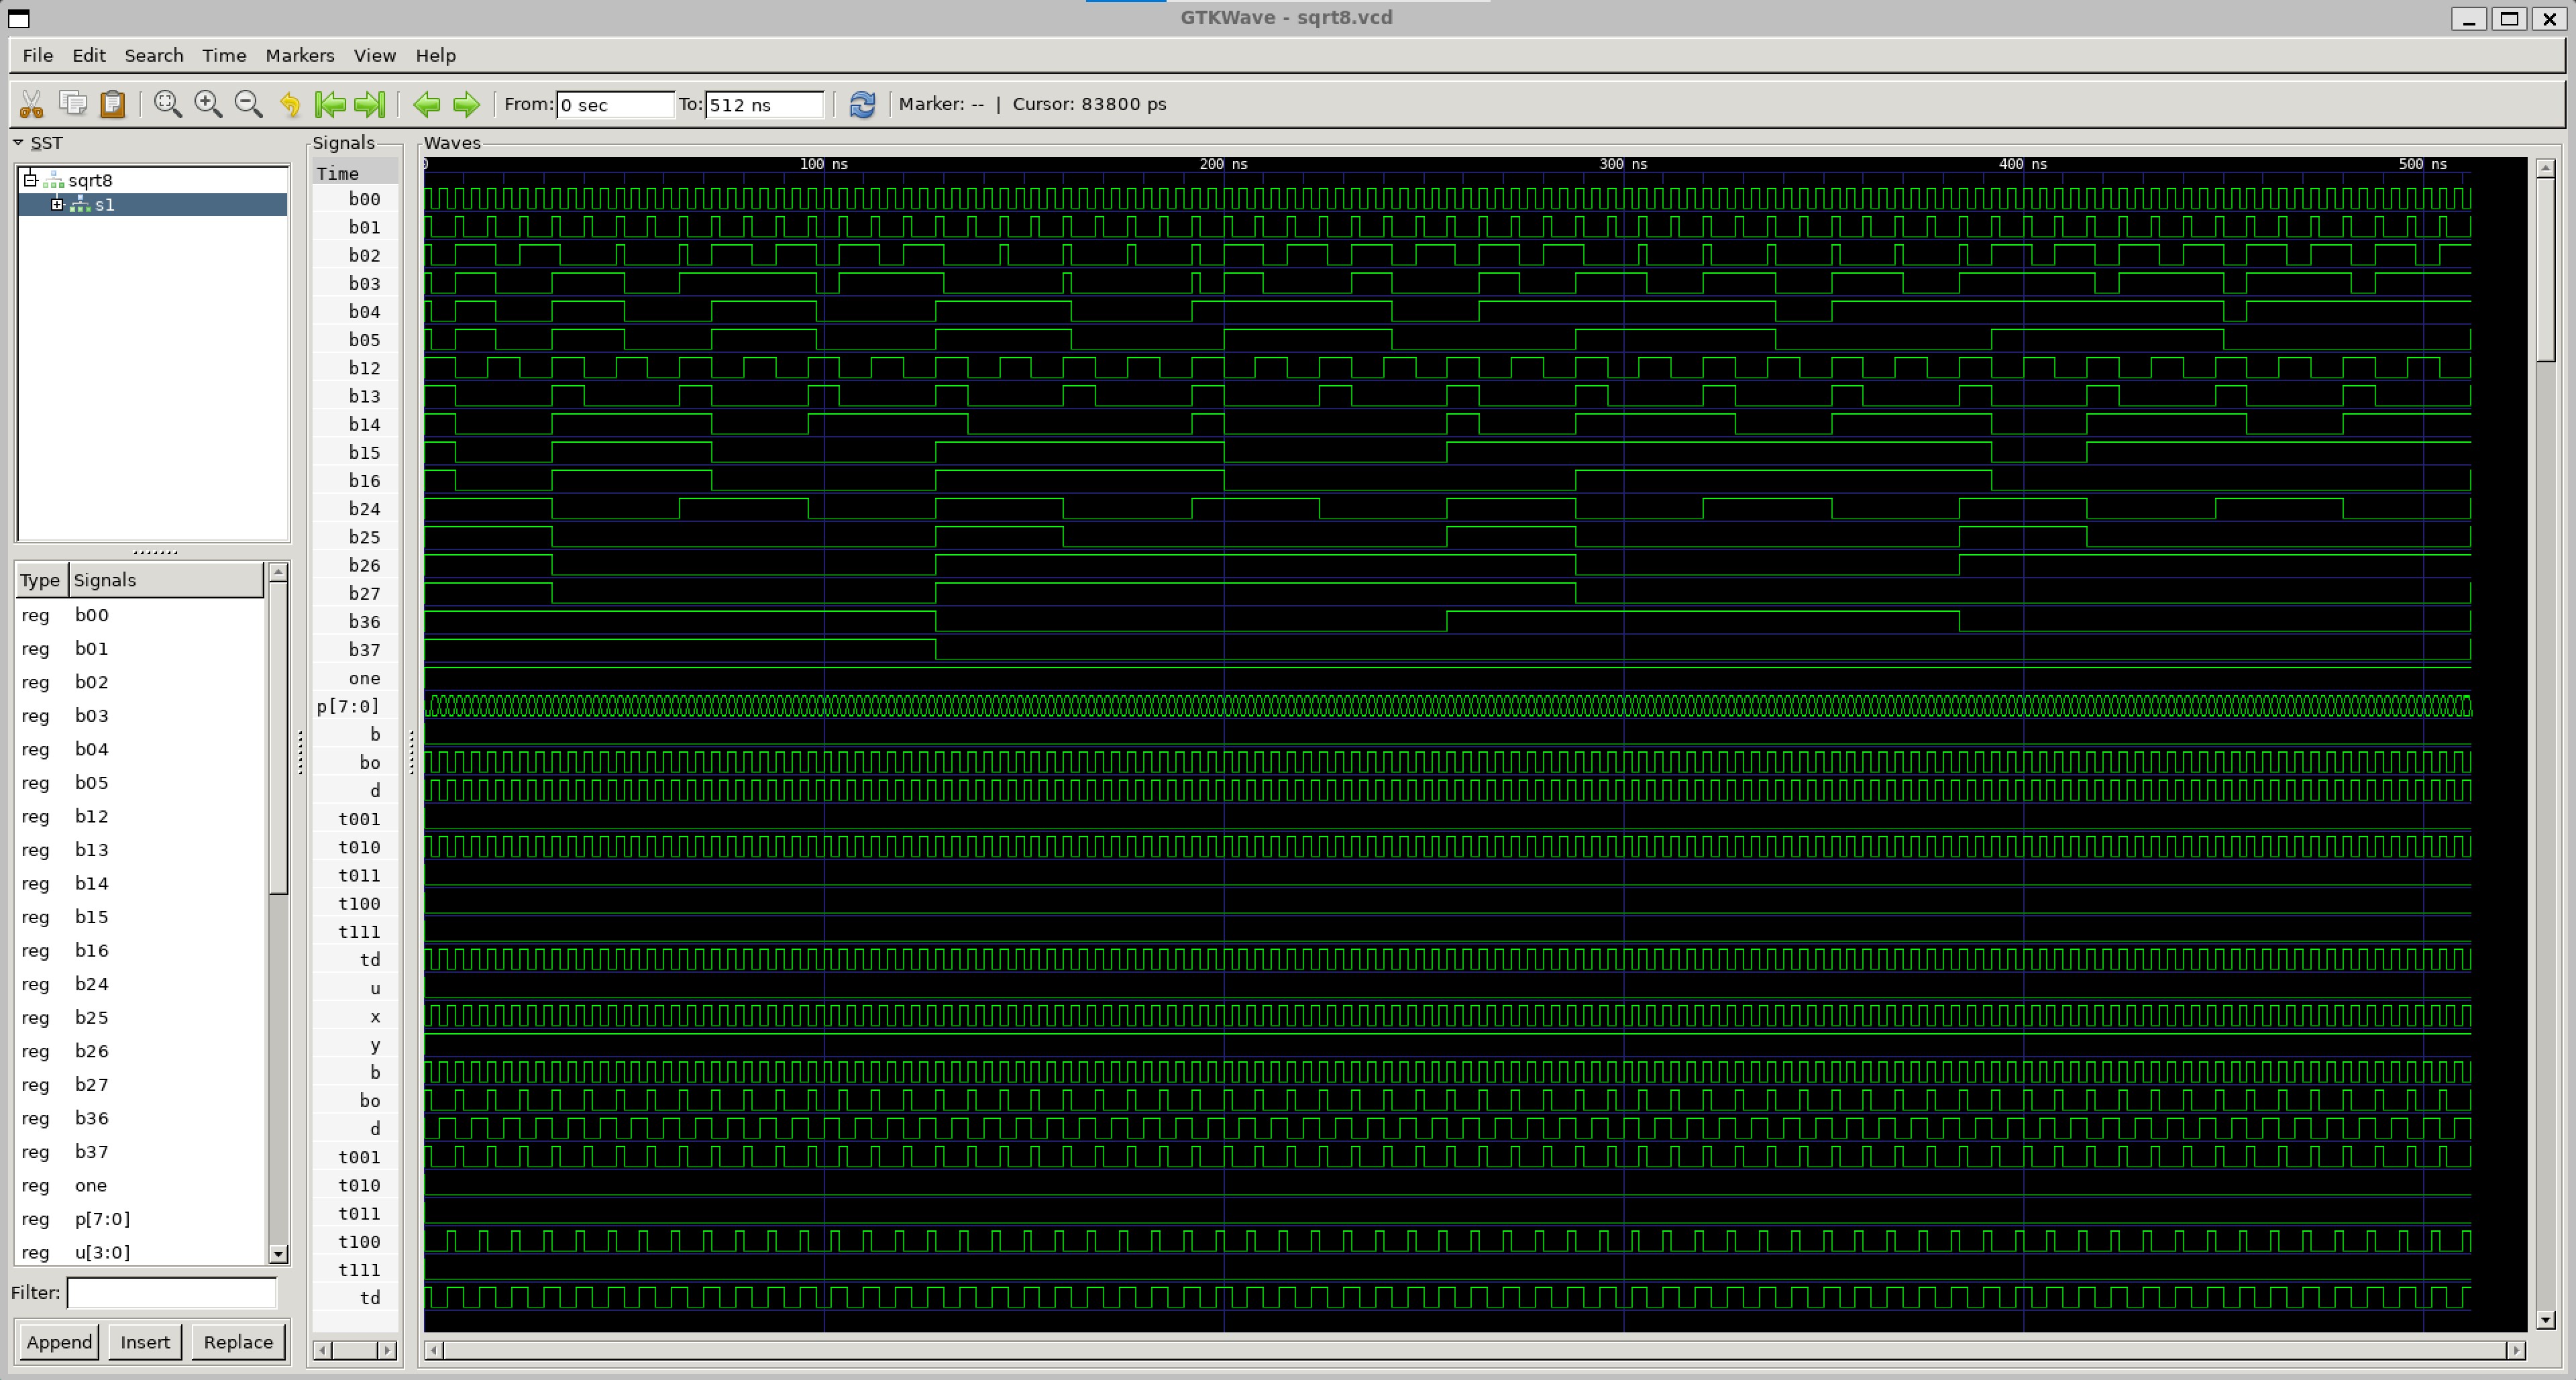 GTKWave - sqrt8.vcd
File Edit Search Time Markers View Help
From: 0 sec To: 512 ns Marker: -- | Cursor: 83800 ps
SST
sqrt8
s1
Type Signals
reg b00
reg b01
reg b02
reg b03
reg b04
reg b05
reg b12
reg b13
reg b14
reg b15
reg b16
reg b24
reg b25
reg b26
reg b27
reg b36
reg b37
reg one
reg p[7:0]
reg u[3:0]
Filter:
Append Insert Replace
Signals
Time
b00
b01
b02
b03
b04
b05
b12
b13
b14
b15
b16
b24
b25
b26
b27
b36
b37
one
p[7:0]
b
bo
d
t001
t010
t011
t100
t111
td
u
x
y
b
bo
d
t001
t010
t011
t100
t111
td
Waves
0 100 ns 200 ns 300 ns 400 ns 500 ns